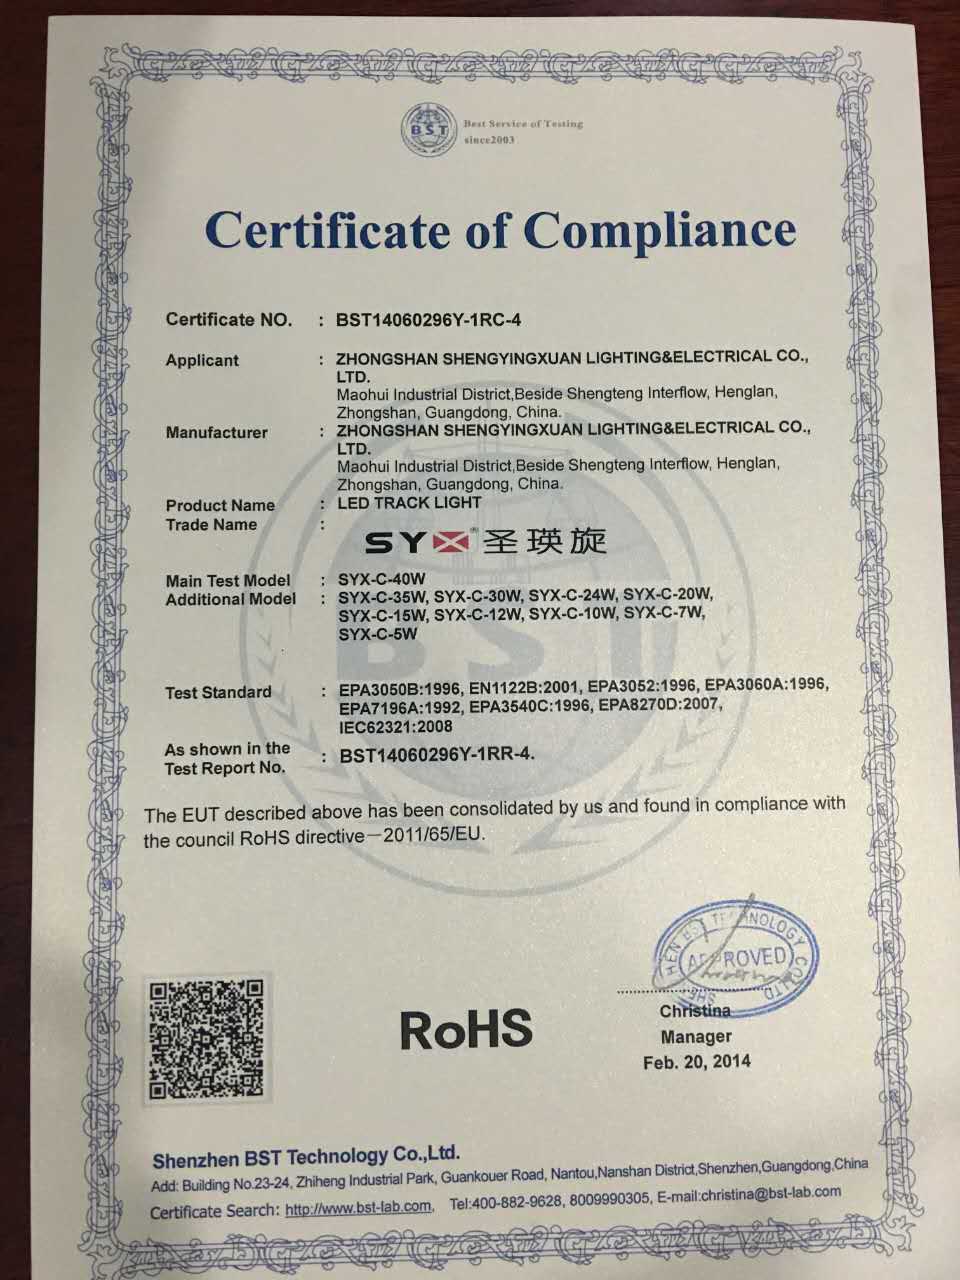 BST
Best Service of Testing
since2003
Certificate of Compliance
Certificate NO. : BST14060296Y-1RC-4
Applicant : ZHONGSHAN SHENGYINGXUAN LIGHTING&ELECTRICAL CO.,
LTD.
Maohui Industrial District,Beside Shengteng Interflow, Henglan,
Zhongshan, Guangdong, China.
Manufacturer : ZHONGSHAN SHENGYINGXUAN LIGHTING&ELECTRICAL CO.,
LTD.
Maohui Industrial District,Beside Shengteng Interflow, Henglan,
Zhongshan, Guangdong, China.
Product Name : LED TRACK LIGHT
Trade Name :
SYX® 圣瑛旋
Main Test Model : SYX-C-40W
Additional Model : SYX-C-35W, SYX-C-30W, SYX-C-24W, SYX-C-20W,
SYX-C-15W, SYX-C-12W, SYX-C-10W, SYX-C-7W,
SYX-C-5W
BST
Test Standard : EPA3050B:1996, EN1122B:2001, EPA3052:1996, EPA3060A:1996,
EPA7196A:1992, EPA3540C:1996, EPA8270D:2007,
IEC62321:2008
As shown in the
Test Report No. : BST14060296Y-1RR-4.
The EUT described above has been consolidated by us and found in compliance with
the council RoHS directive－2011/65/EU.
APPROVED
RoHS
Christina
Manager
Feb. 20, 2014
Shenzhen BST Technology Co.,Ltd.
Add: Building No.23-24, Zhiheng Industrial Park, Guankouer Road, Nantou,Nanshan District,Shenzhen,Guangdong,China
Certificate Search: http://www.bst-lab.com, Tel:400-882-9628, 8009990305, E-mail:christina@bst-lab.com